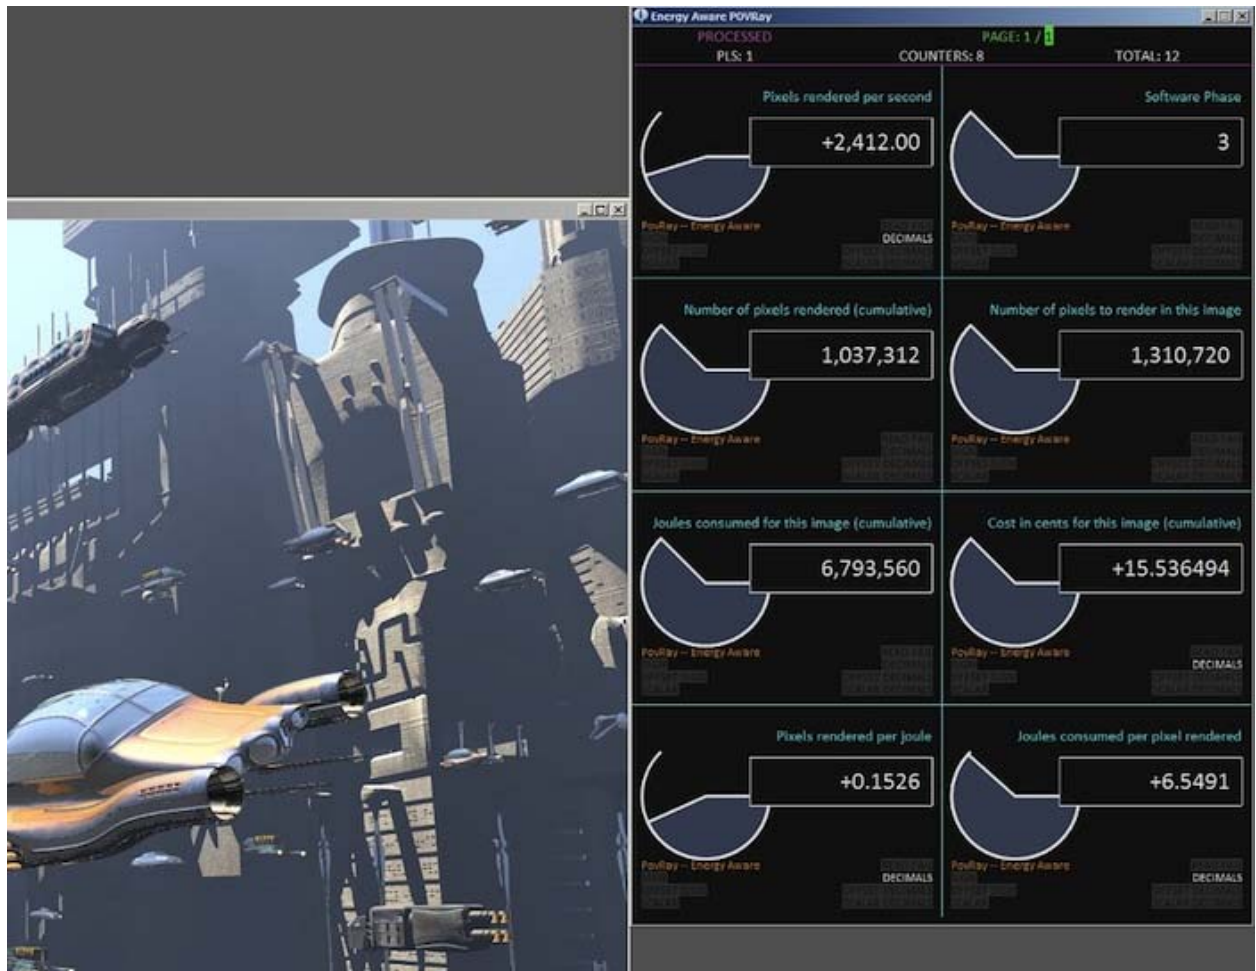 Energy Aware POVRay
PROCESSED
PAGE: 1 / 1
PLS: 1
COUNTERS: 8
TOTAL: 12
Pixels rendered per second
+2,412.00
PovRay -- Energy Aware
DECIMALS
Software Phase
3
PovRay -- Energy Aware
Number of pixels rendered (cumulative)
1,037,312
PovRay -- Energy Aware
Number of pixels to render in this image
1,310,720
PovRay -- Energy Aware
Joules consumed for this image (cumulative)
6,793,560
PovRay -- Energy Aware
Cost in cents for this image (cumulative)
+15.536494
PovRay -- Energy Aware
DECIMALS
Pixels rendered per joule
+0.1526
PovRay -- Energy Aware
DECIMALS
Joules consumed per pixel rendered
+6.5491
PovRay -- Energy Aware
DECIMALS